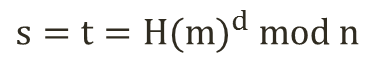 s = t = H(m)^d mod n